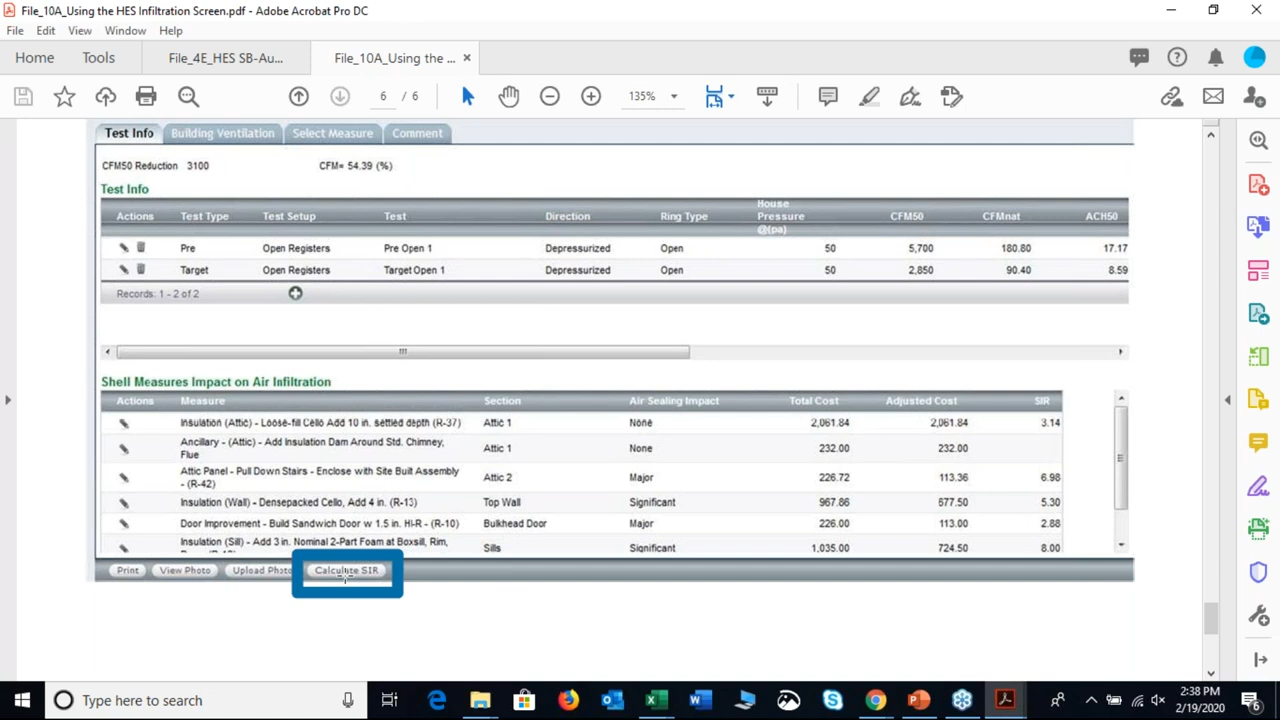 File_10A_Using the HES Infiltration Screen.pdf - Adobe Acrobat Pro DC
File Edit View Window Help
Home Tools File_4E_HES SB-Au... File_10A_Using the ... ×
6 / 6 135%
Test Info Building Ventilation Select Measure Comment
CFM50 Reduction 3100 CFM= 54.39 (%)
Test Info
Actions Test Type Test Setup Test Direction Ring Type House Pressure @(pa) CFM50 CFMnat ACH50
Pre Open Registers Pre Open 1 Depressurized Open 50 5,700 180.80 17.17
Target Open Registers Target Open 1 Depressurized Open 50 2,850 90.40 8.59
Records: 1 - 2 of 2
Shell Measures Impact on Air Infiltration
Actions Measure Section Air Sealing Impact Total Cost Adjusted Cost SIR
Insulation (Attic) - Loose-fill Cello Add 10 in. settled depth (R-37) Attic 1 None 2,061.84 2,061.84 3.14
Ancillary - (Attic) - Add Insulation Dam Around Std. Chimney,
Flue Attic 1 None 232.00 232.00
Attic Panel - Pull Down Stairs - Enclose with Site Built Assembly
- (R-42) Attic 2 Major 226.72 113.36 6.98
Insulation (Wall) - Densepacked Cello, Add 4 in. (R-13) Top Wall Significant 967.86 677.50 5.30
Door Improvement - Build Sandwich Door w 1.5 in. Hi-R - (R-10) Bulkhead Door Major 226.00 113.00 2.88
Insulation (Sill) - Add 3 in. Nominal 2-Part Foam at Boxsill, Rim, Sills Significant 1,035.00 724.50 8.00
Print View Photo Upload Photo Calculate SIR
Type here to search
2:38 PM
2/19/2020
6